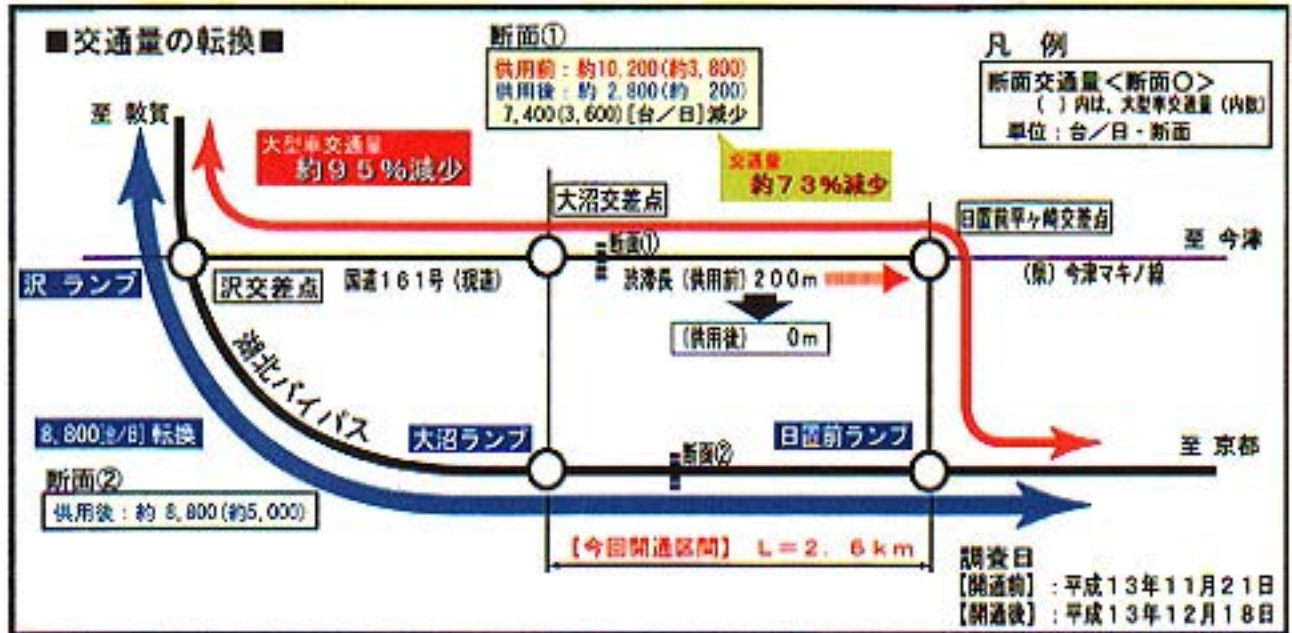 ■交通量の転換■
断面①
供用前：約10,200(約3,800)
供用後：約 2,800(約 200)
7,400(3,600)[台／日]減少
凡 例
断面交通量＜断面○＞
( )内は、大型車交通量(内数)
単位：台／日・断面
至 敦賀
大型車交通量
約９５%減少
交通量
約７３%減少
大沼交差点
日置前平ヶ崎交差点
至 今津
断面①
沢 ランプ
沢交差点
国道１６１号(現道)
渋滞長(供用前)２００m
(県)今津マキノ線
(供用後) ０m
湖北バイパス
8,800[台/日]転換
大沼ランプ
日置前ランプ
断面②
至 京都
断面②
供用後：約 8,800(約5,000)
【今回開通区間】 L＝２．６km
調査日
【開通前】：平成１３年１１月２１日
【開通後】：平成１３年１２月１８日